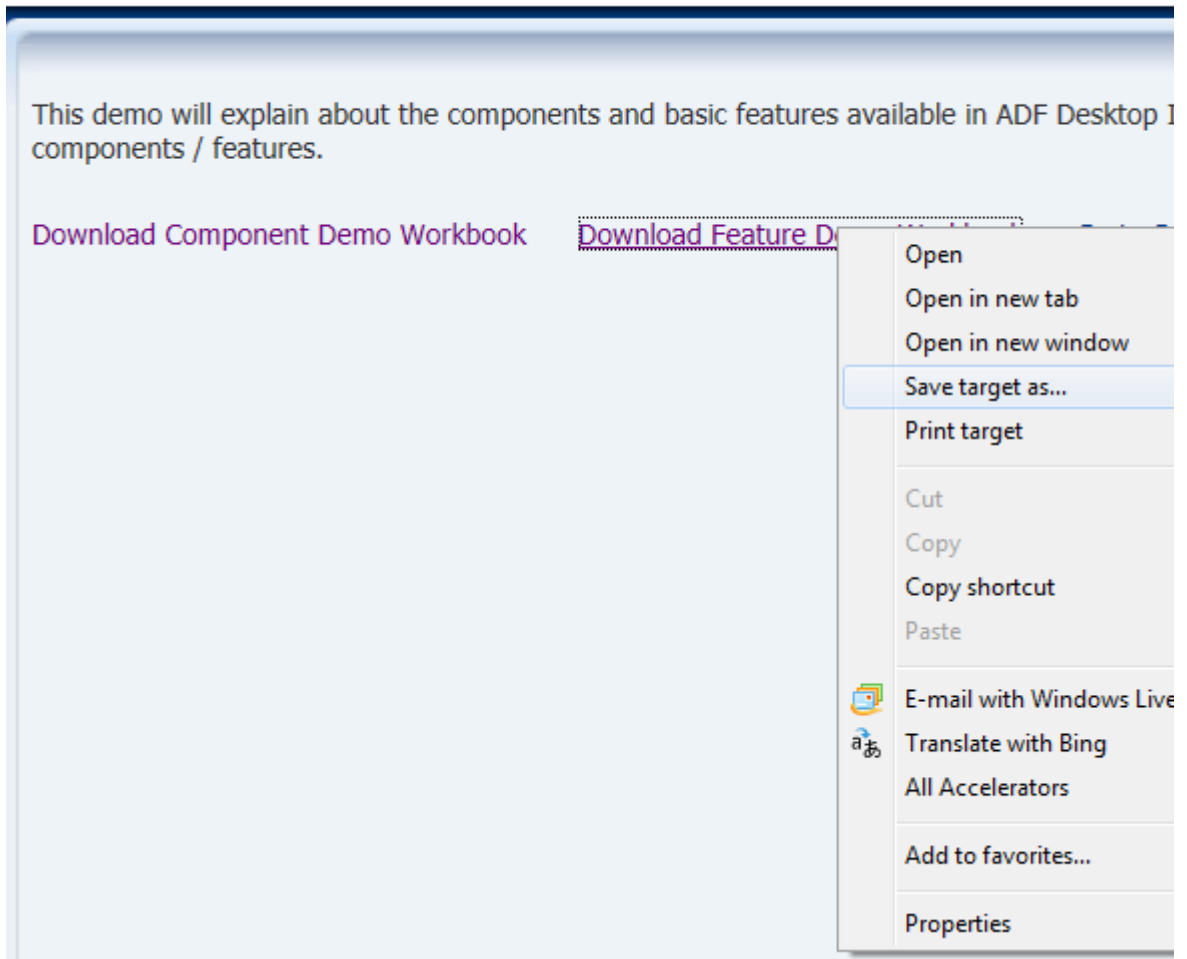 This demo will explain about the components and basic features available in ADF Desktop
components / features.
Download Component Demo Workbook Download Feature
Open
Open in new tab
Open in new window
Save target as...
Print target
Cut
Copy
Copy shortcut
Paste
E-mail with Windows Live
Translate with Bing
All Accelerators
Add to favorites...
Properties